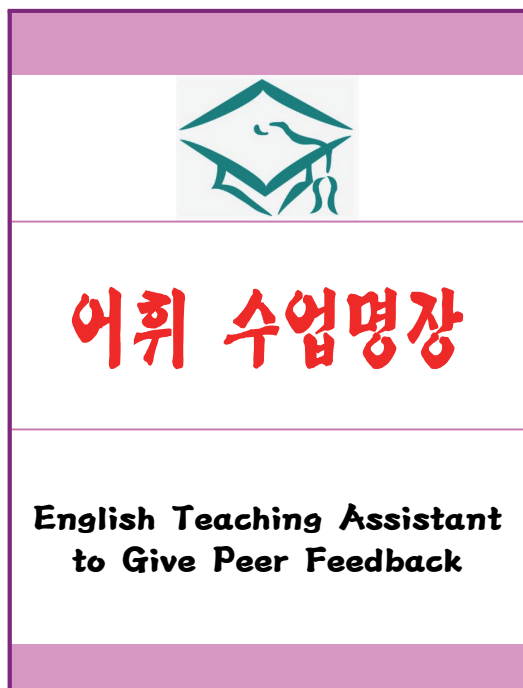 어휘 수업명장
English Teaching Assistant
to Give Peer Feedback